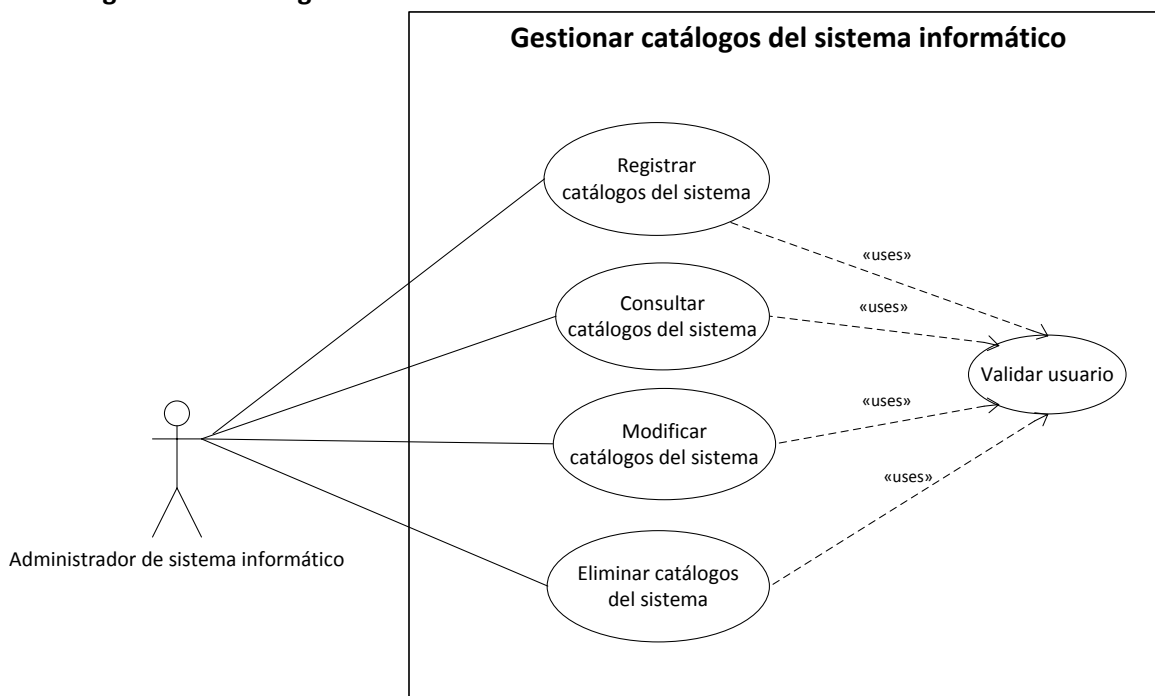 Gestionar catálogos del sistema informático
Registrar
catálogos del sistema
«uses»
Consultar
catálogos del sistema
«uses»
Validar usuario
«uses»
Modificar
catálogos del sistema
«uses»
Administrador de sistema informático
Eliminar catálogos
del sistema